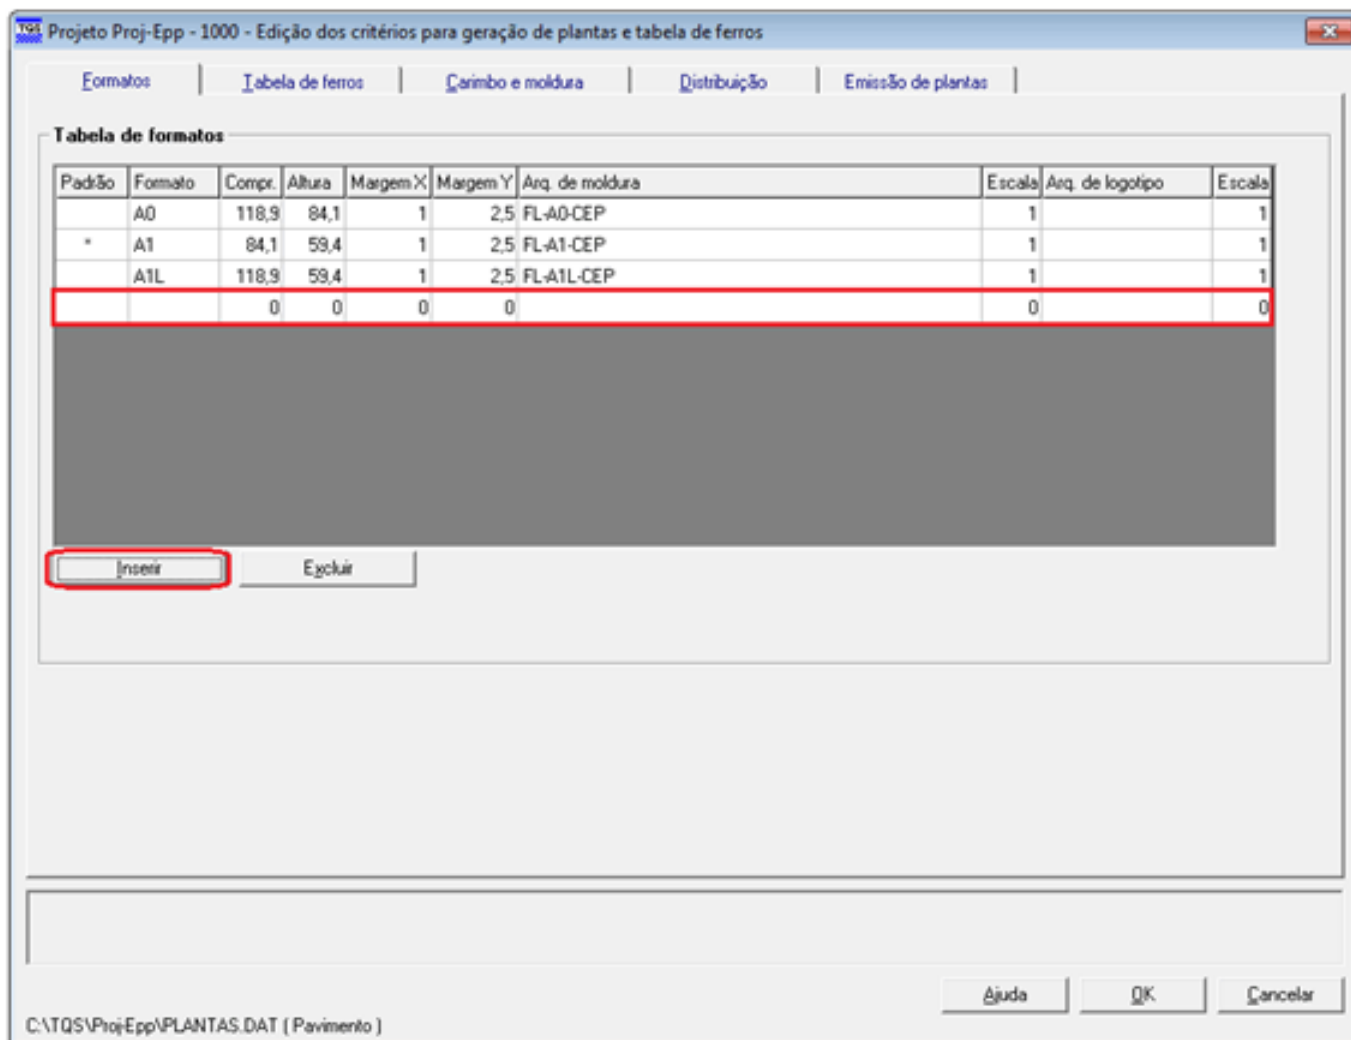 TQS Projeto Proj-Epp - 1000 - Edição dos critérios para geração de plantas e tabela de ferros
Formatos Tabela de ferros Carimbo e moldura Distribuição Emissão de plantas
Tabela de formatos
Padrão Formato Compr. Altura Margem X Margem Y Arq. de moldura Escala Arq. de logotipo Escala
A0 118,9 84,1 1 2,5 FL-A0-CEP 1 1
* A1 84,1 59,4 1 2,5 FL-A1-CEP 1 1
A1L 118,9 59,4 1 2,5 FL-A1L-CEP 1 1
0 0 0 0 0 0
Inserir Excluir
Ajuda OK Cancelar
C:\TQS\Proj-Epp\PLANTAS.DAT ( Pavimento )